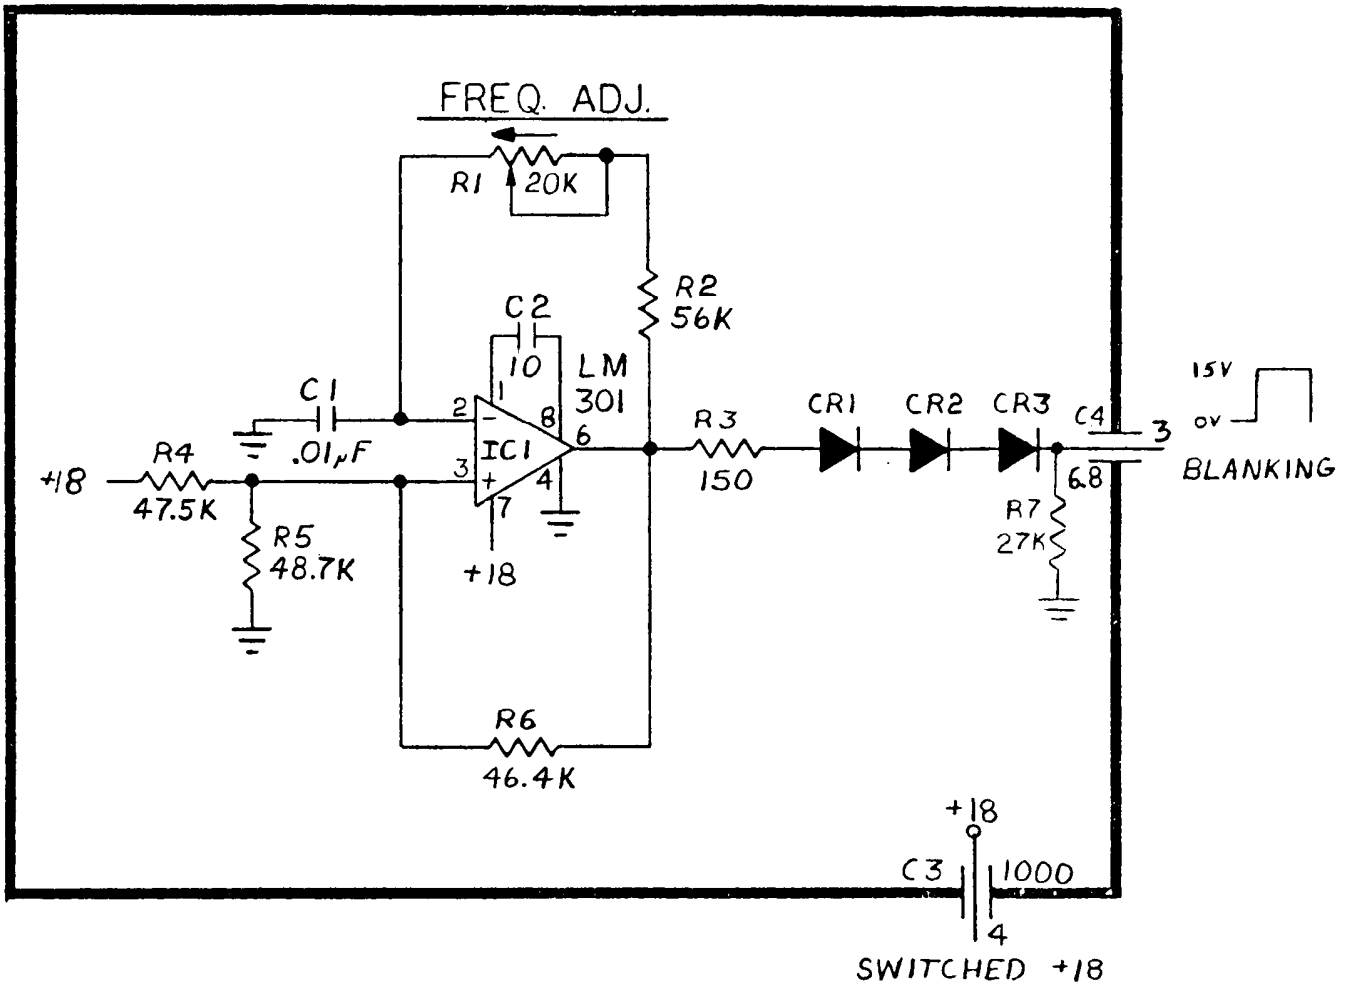 FREQ. ADJ.
R1 20K
R2
56K
C2
10
LM
301
C1
.01μF
1
2
-
8
IC1
6
3
+
4
7
+18
+18
R4
47.5K
R5
48.7K
R3
150
CR1
CR2
CR3
C4
3
68
15V
0V
BLANKING
R7
27K
R6
46.4K
+18
C3
1000
4
SWITCHED +18